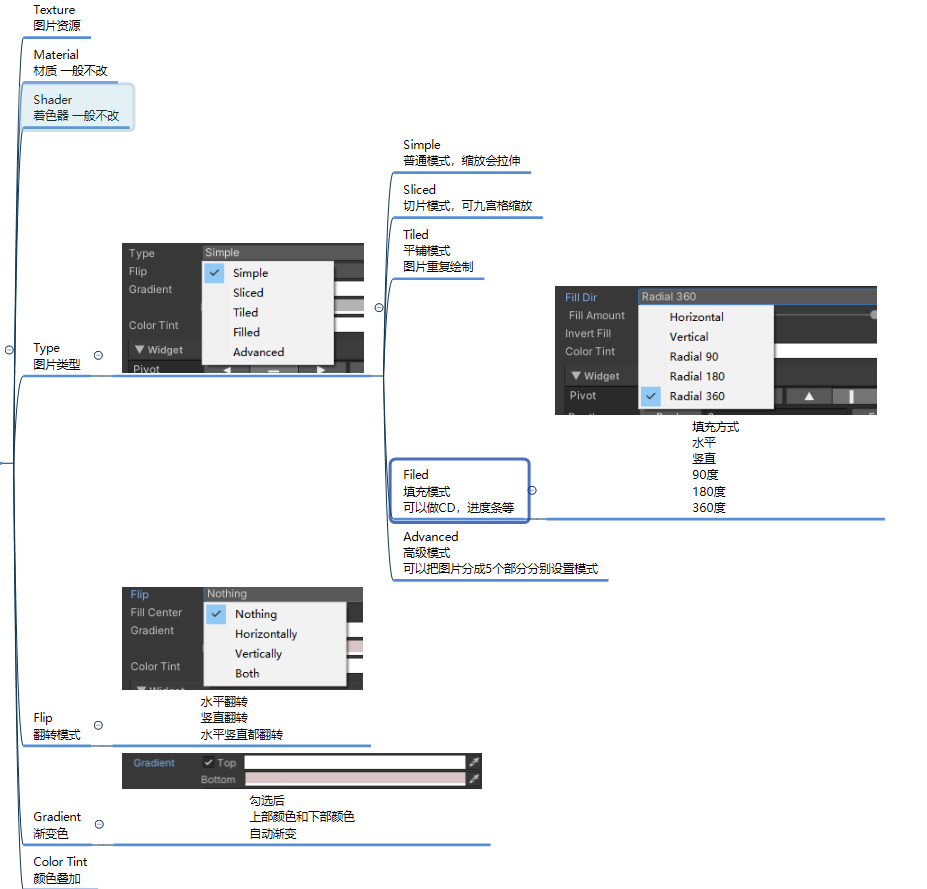 Texture
图片资源
Material
材质 一般不改
Shader
着色器 一般不改
Type
图片类型
Type Simple
Flip
Gradient
Color Tint
Widget
Pivot
Simple
Sliced
Tiled
Filled
Advanced
Simple
普通模式，缩放会拉伸
Sliced
切片模式，可九宫格缩放
Tiled
平铺模式
图片重复绘制
Filed
填充模式
可以做CD，进度条等
Fill Dir Radial 360
Fill Amount
Invert Fill
Color Tint
Widget
Pivot
Horizontal
Vertical
Radial 90
Radial 180
Radial 360
填充方式
水平
竖直
90度
180度
360度
Advanced
高级模式
可以把图片分成5个部分分别设置模式
Flip
翻转模式
Flip Nothing
Fill Center
Gradient
Color Tint
Nothing
Horizontally
Vertically
Both
水平翻转
竖直翻转
水平竖直都翻转
Gradient
渐变色
Gradient Top
Bottom
勾选后
上部颜色和下部颜色
自动渐变
Color Tint
颜色叠加